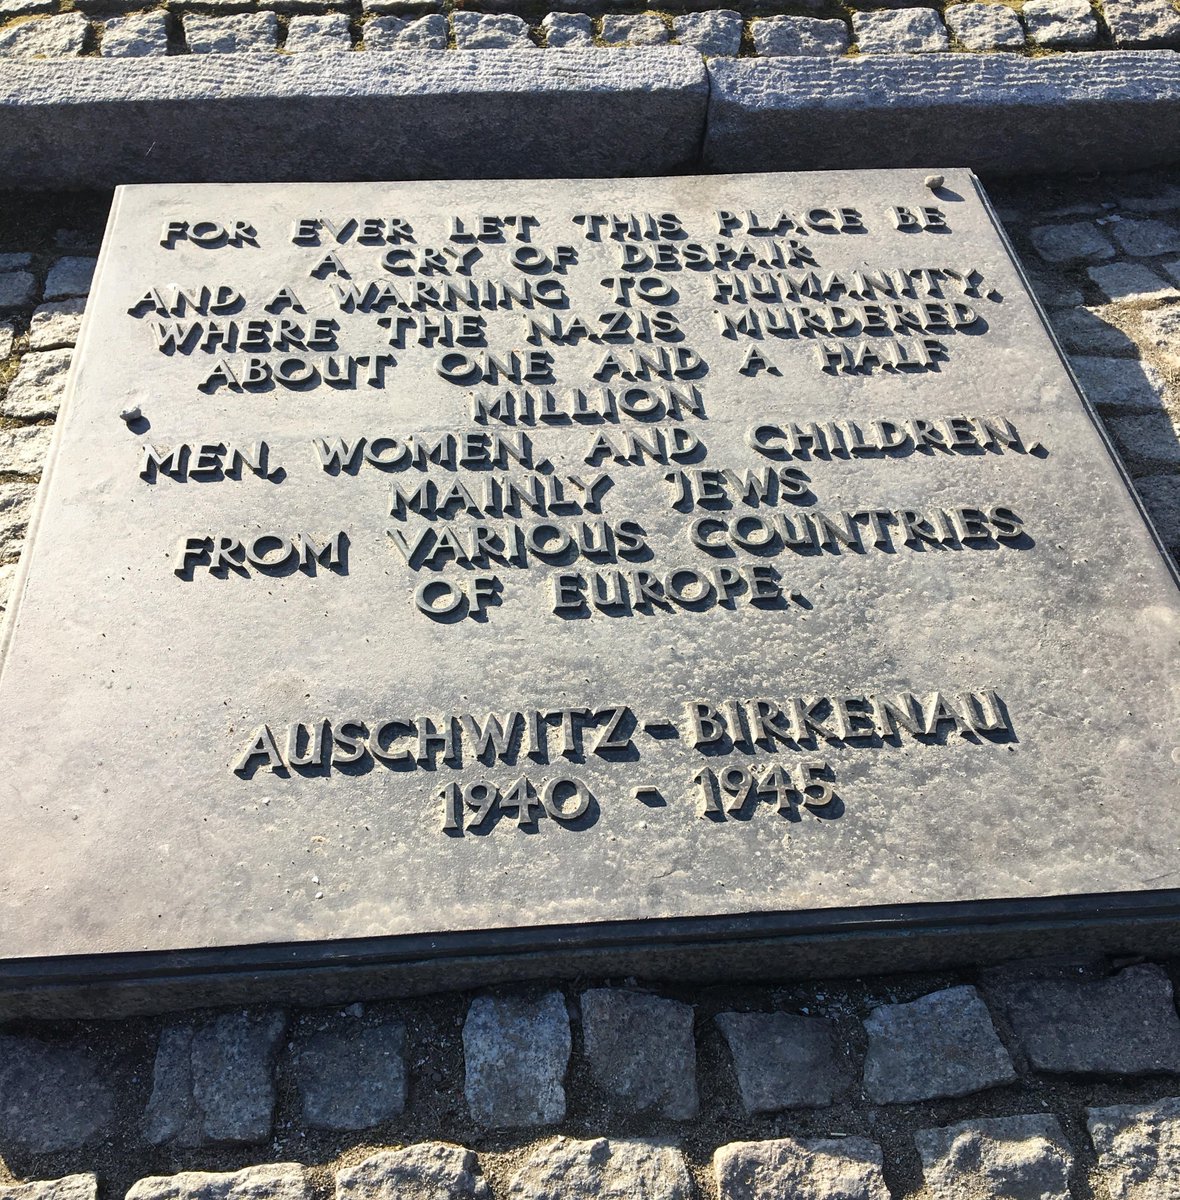 FOR EVER LET THIS PLACE BE
A CRY OF DESPAIR
AND A WARNING TO HUMANITY,
WHERE THE NAZIS MURDERED
ABOUT ONE AND A HALF
MILLION
MEN, WOMEN, AND CHILDREN,
MAINLY JEWS
FROM VARIOUS COUNTRIES
OF EUROPE.
AUSCHWITZ-BIRKENAU
1940 - 1945